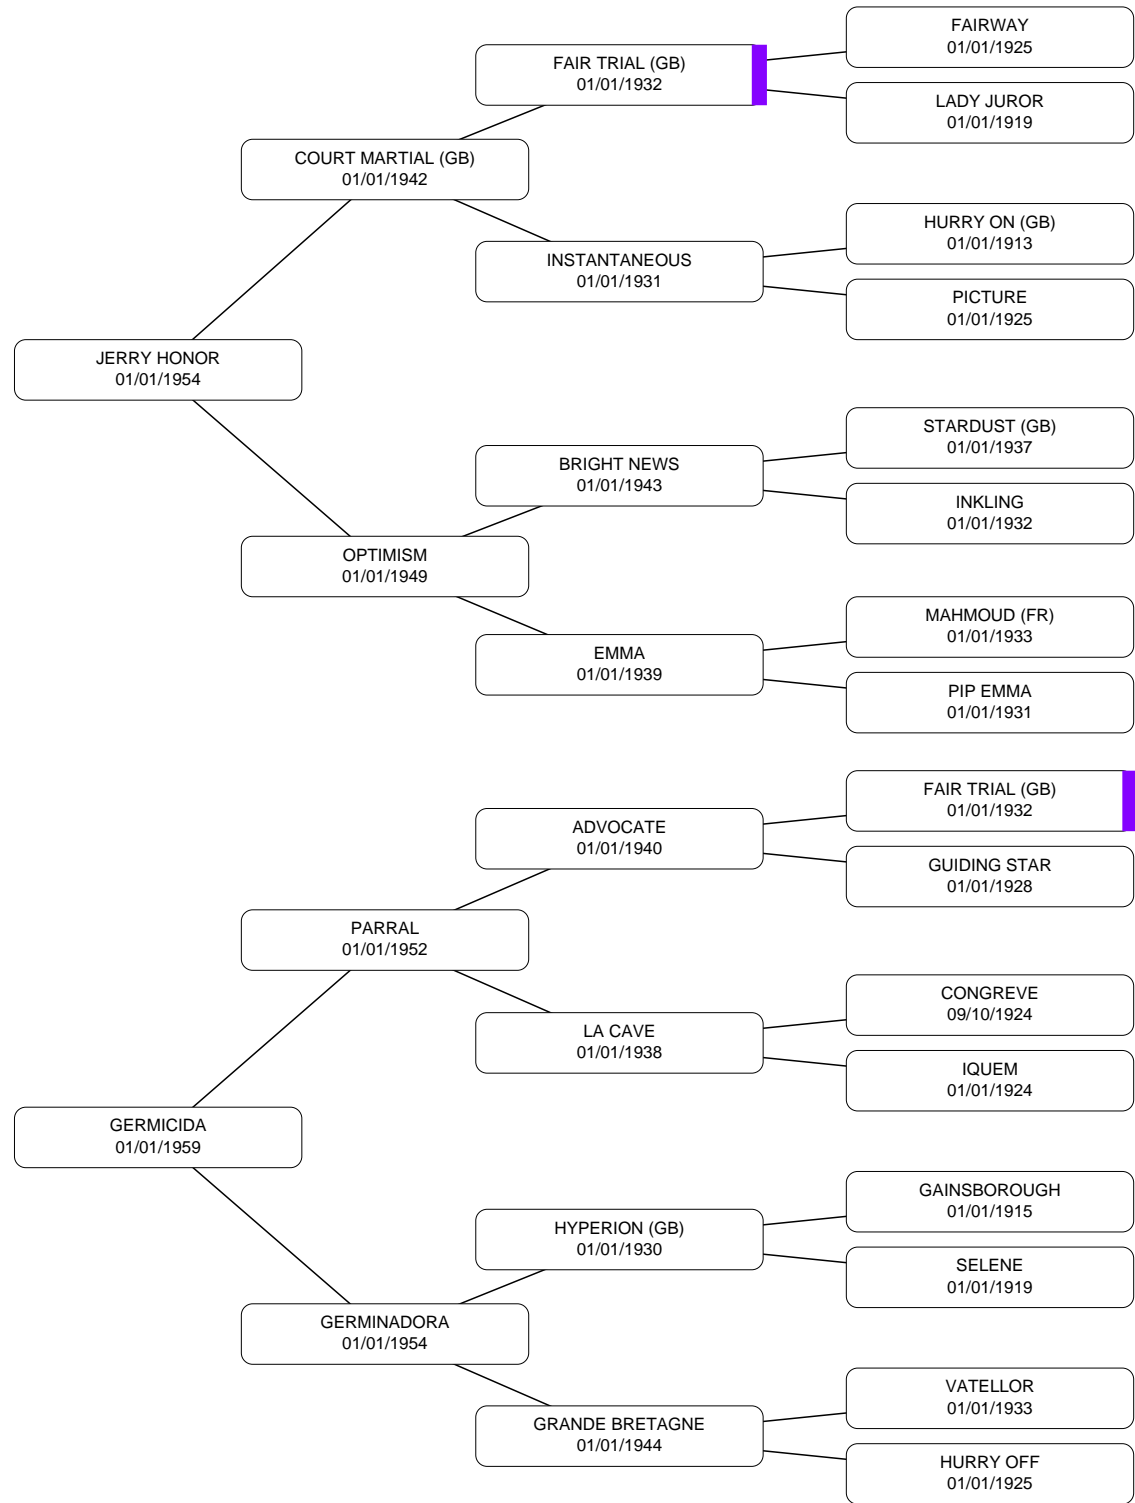 FAIRWAY
01/01/1925
FAIR TRIAL (GB)
01/01/1932
LADY JUROR
01/01/1919
COURT MARTIAL (GB)
01/01/1942
HURRY ON (GB)
01/01/1913
INSTANTANEOUS
01/01/1931
PICTURE
01/01/1925
JERRY HONOR
01/01/1954
STARDUST (GB)
01/01/1937
BRIGHT NEWS
01/01/1943
INKLING
01/01/1932
OPTIMISM
01/01/1949
MAHMOUD (FR)
01/01/1933
EMMA
01/01/1939
PIP EMMA
01/01/1931
FAIR TRIAL (GB)
01/01/1932
ADVOCATE
01/01/1940
GUIDING STAR
01/01/1928
PARRAL
01/01/1952
CONGREVE
09/10/1924
LA CAVE
01/01/1938
IQUEM
01/01/1924
GERMICIDA
01/01/1959
GAINSBOROUGH
01/01/1915
HYPERION (GB)
01/01/1930
SELENE
01/01/1919
GERMINADORA
01/01/1954
VATELLOR
01/01/1933
GRANDE BRETAGNE
01/01/1944
HURRY OFF
01/01/1925